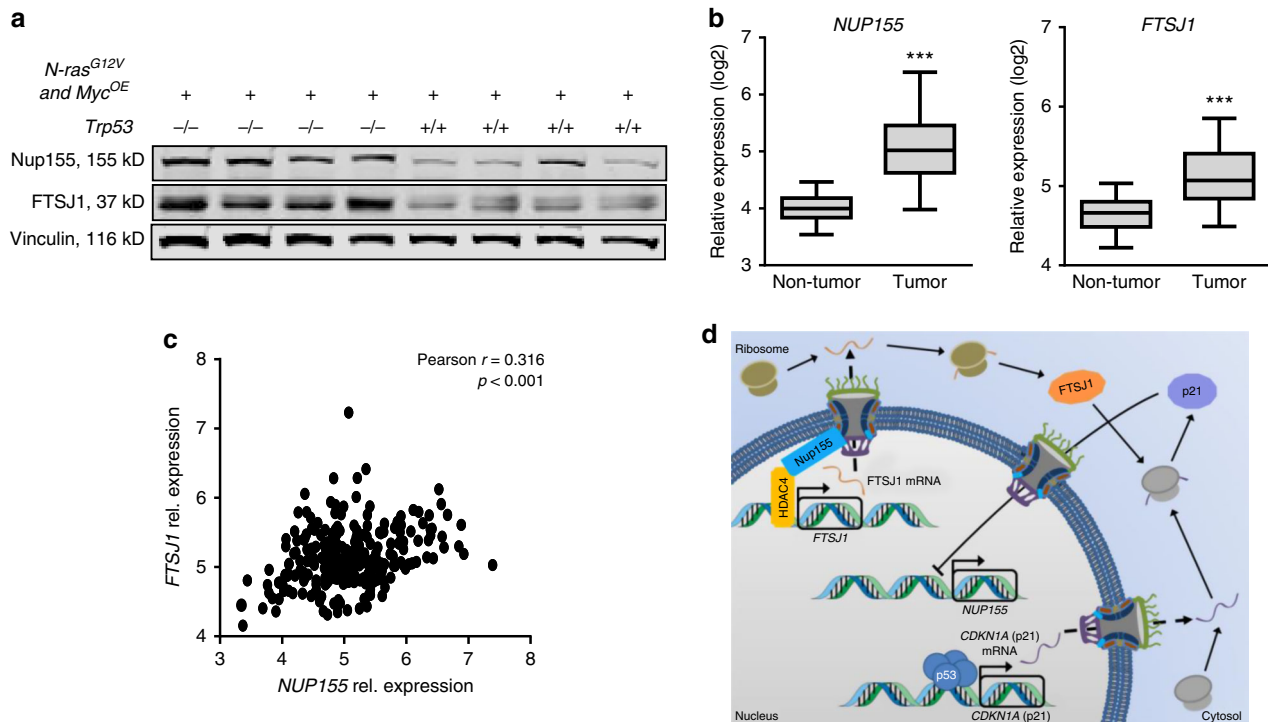 a
N-ras^G12V
and Myc^OE
+ + + + + + + +
Trp53 –/– –/– –/– –/– +/+ +/+ +/+ +/+
Nup155, 155 kD
FTSJ1, 37 kD
Vinculin, 116 kD
b
NUP155
Relative expression (log2)
7
6
5
4
3
***
Non-tumor Tumor
FTSJ1
Relative expression (log2)
7
6
5
4
***
Non-tumor Tumor
c
Pearson r = 0.316
p < 0.001
FTSJ1 rel. expression
8
7
6
5
4
3 4 5 6 7 8
NUP155 rel. expression
d
Ribosome
FTSJ1
p21
Nup155
HDAC4
FTSJ1 mRNA
FTSJ1
NUP155
CDKN1A (p21)
mRNA
p53
CDKN1A (p21)
Nucleus
Cytosol